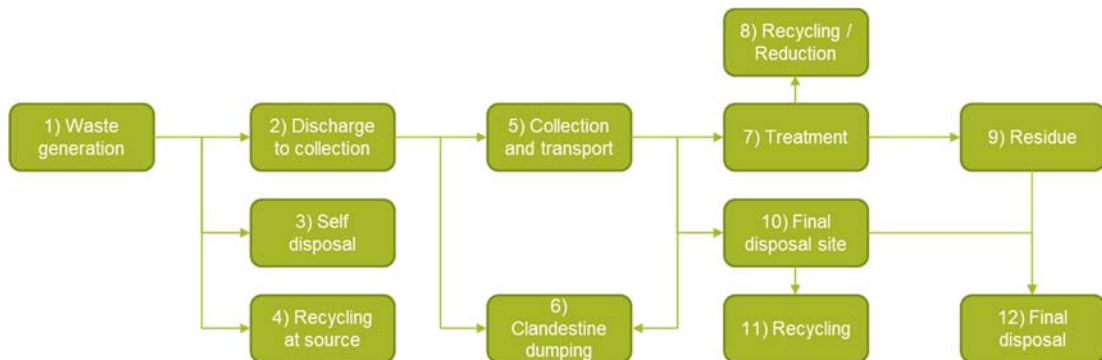 8) Recycling /
Reduction
1) Waste
generation
2) Discharge
to collection
5) Collection
and transport
7) Treatment
9) Residue
3) Self
disposal
10) Final
disposal site
4) Recycling
at source
6)
Clandestine
dumping
11) Recycling
12) Final
disposal